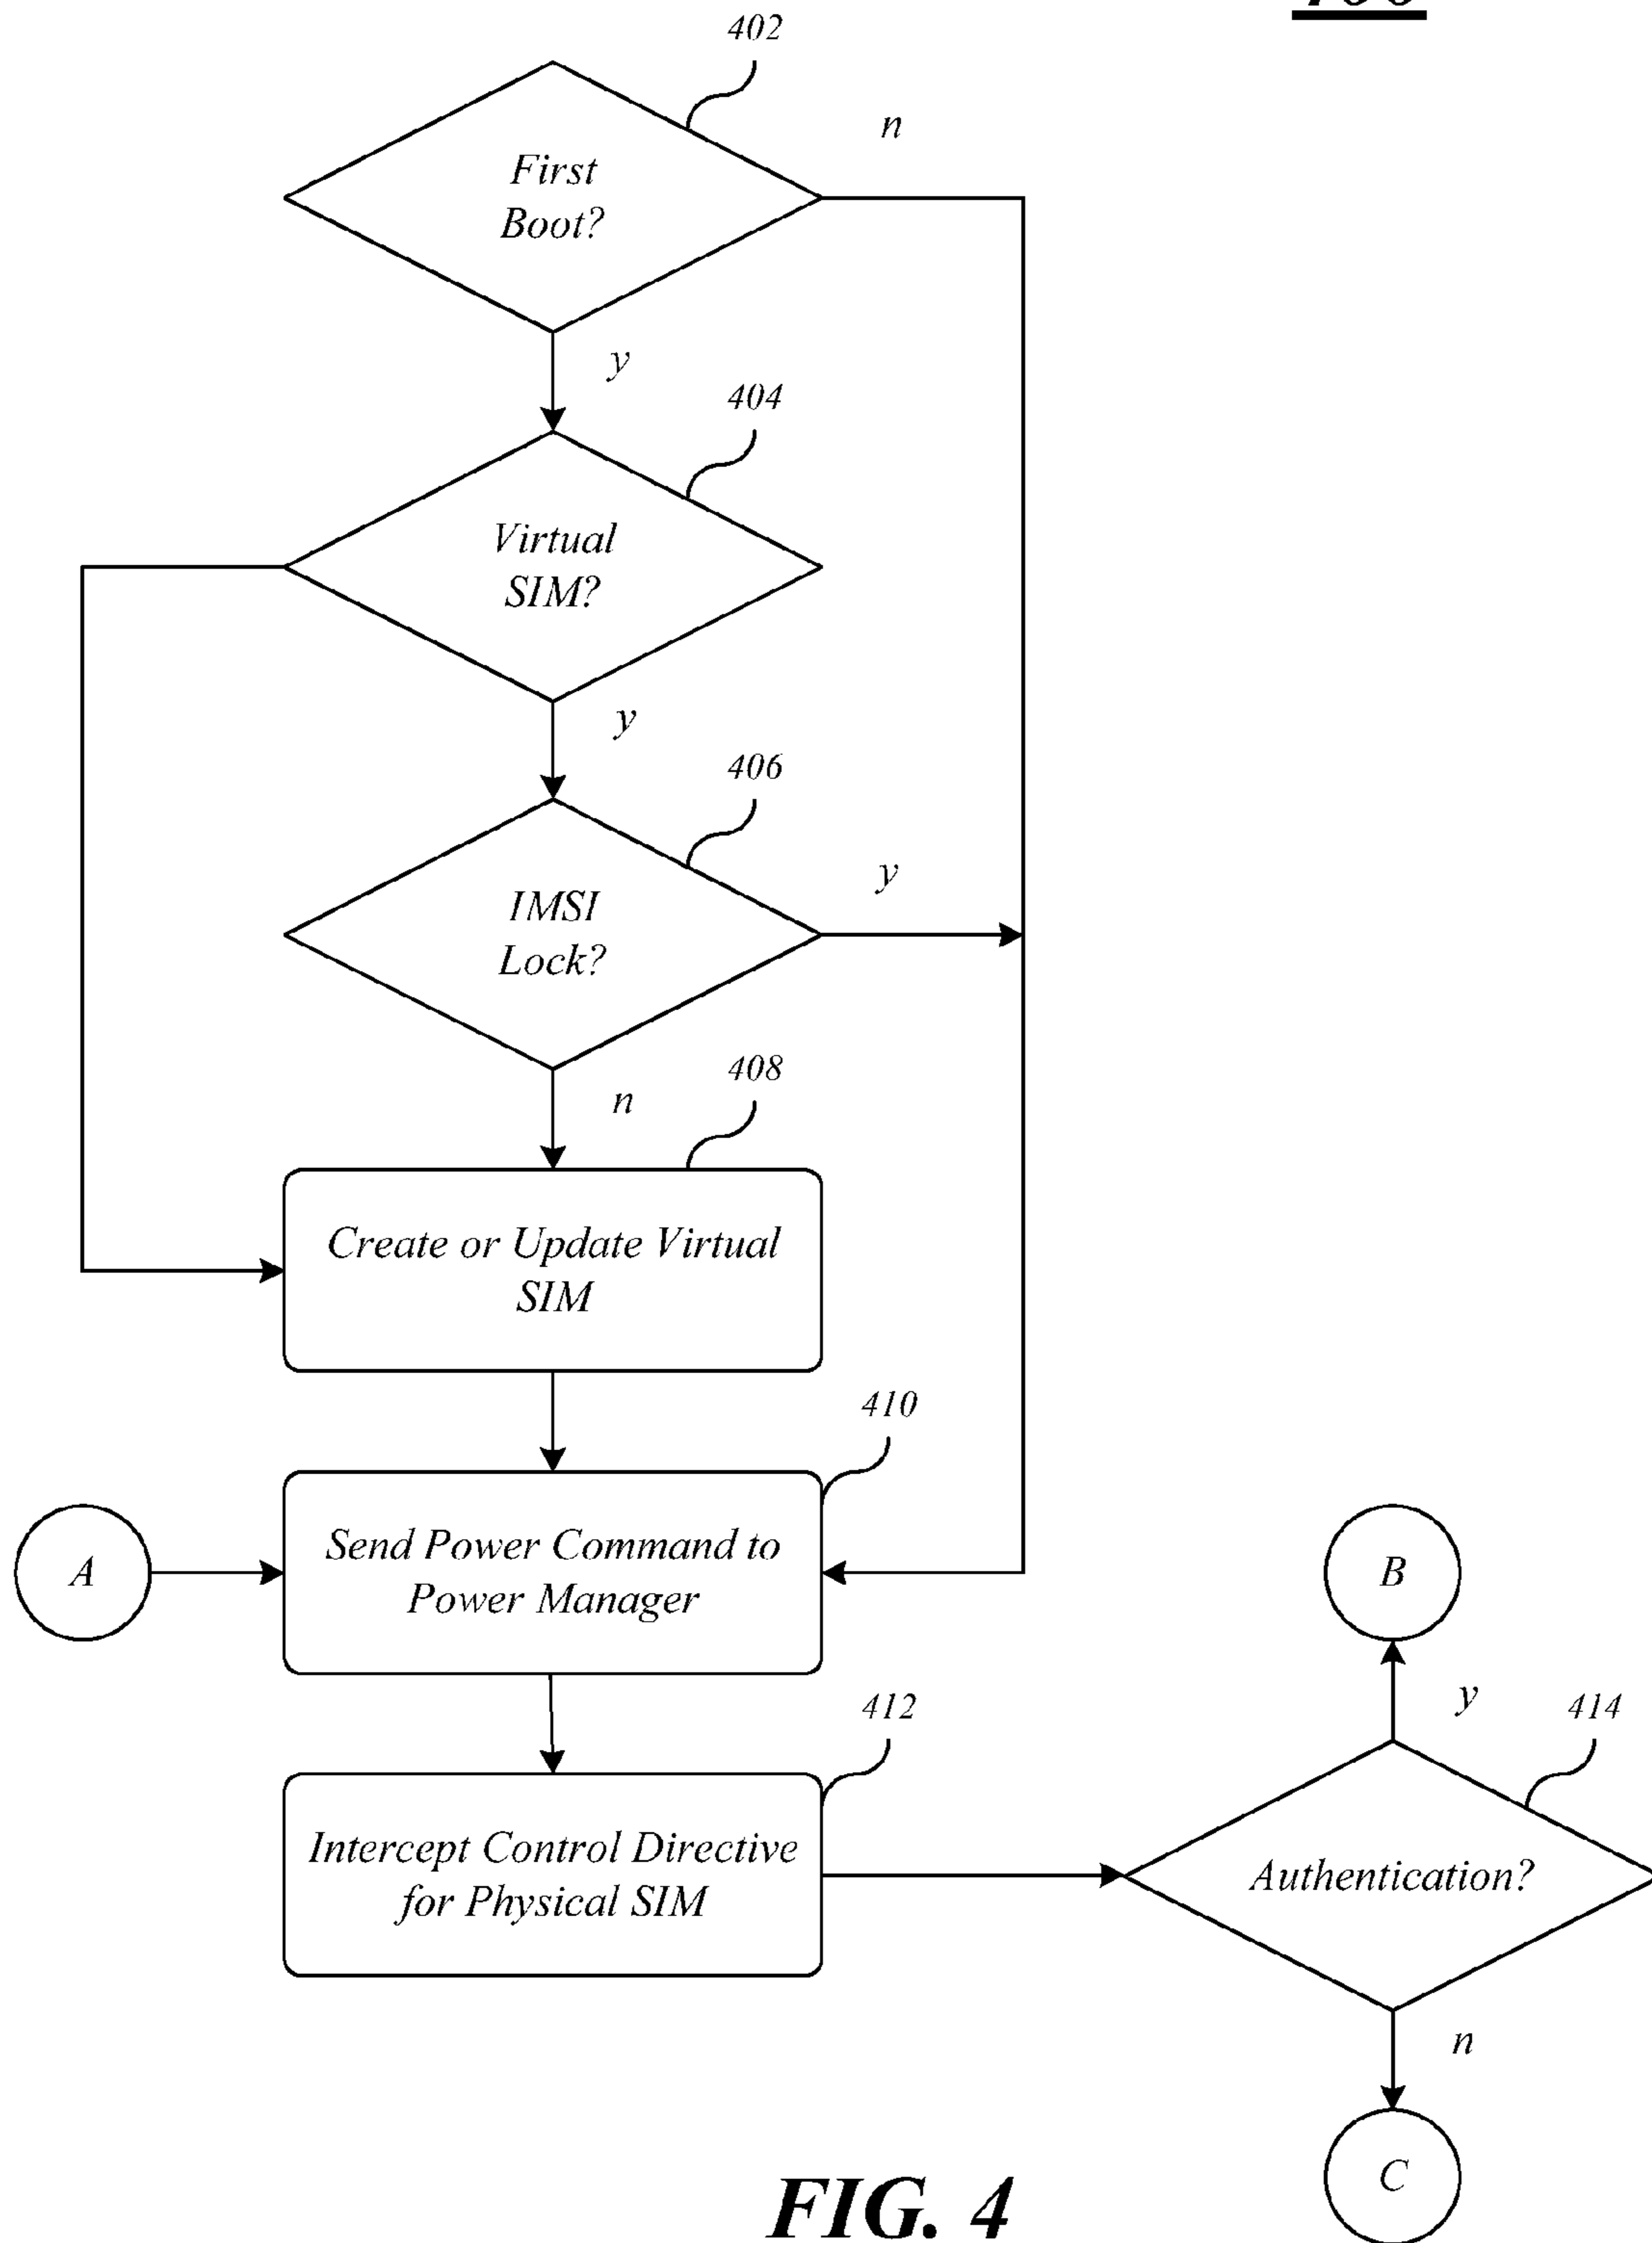 402
n
First
Boot?
y
404
Virtual
SIM?
y
406
y
IMSI
Lock?
408
n
Create or Update Virtual
SIM
410
A
Send Power Command to
Power Manager
B
y
412
414
Intercept Control Directive
for Physical SIM
Authentication?
n
C
FIG. 4